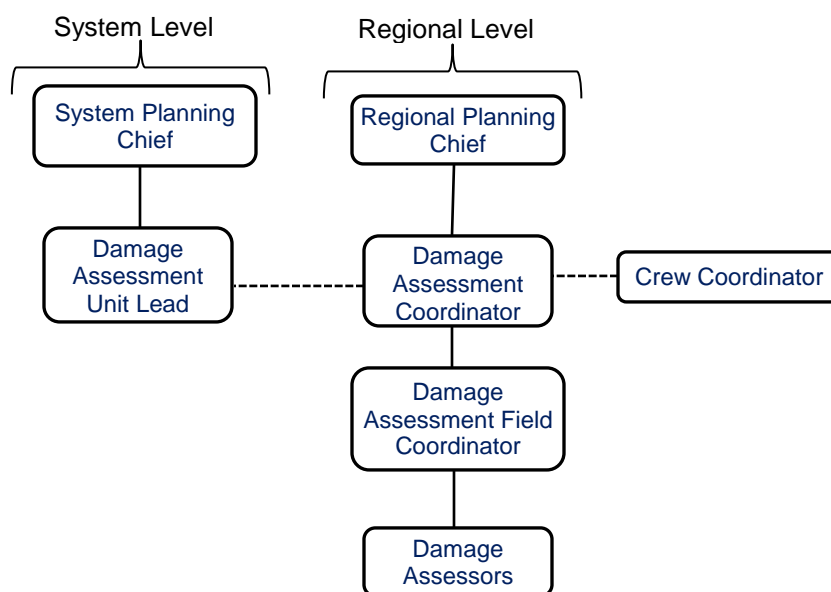 System Level
Regional Level
System Planning
Chief
Regional Planning
Chief
Damage
Assessment
Unit Lead
Damage
Assessment
Coordinator
Crew Coordinator
Damage
Assessment Field
Coordinator
Damage
Assessors